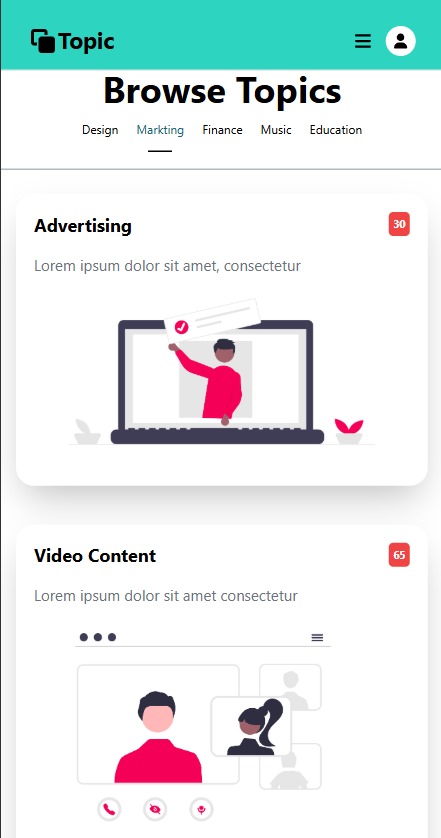 Topic
Browse Topics
Design Markting Finance Music Education
Advertising 30
Lorem ipsum dolor sit amet, consectetur
Video Content 65
Lorem ipsum dolor sit amet consectetur